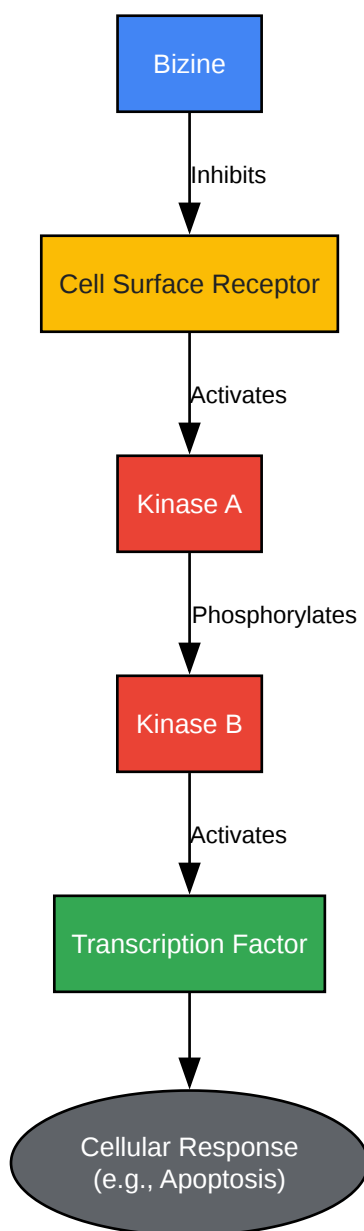 Bizine
Inhibits
Cell Surface Receptor
Activates
Kinase A
Phosphorylates
Kinase B
Activates
Transcription Factor
Cellular Response
(e.g., Apoptosis)